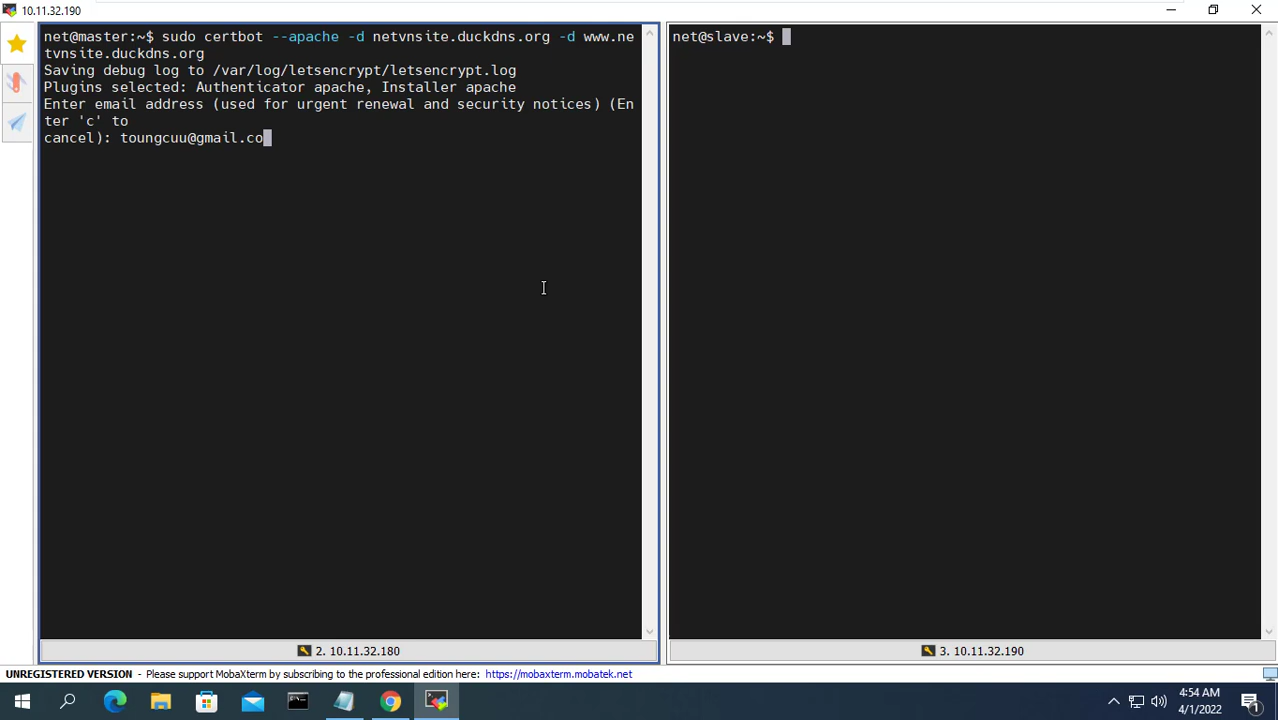 10.11.32.190
net@master:~$ sudo certbot --apache -d netvnsite.duckdns.org -d www.ne
tvnsite.duckdns.org
Saving debug log to /var/log/letsencrypt/letsencrypt.log
Plugins selected: Authenticator apache, Installer apache
Enter email address (used for urgent renewal and security notices) (En
ter 'c' to
cancel): toungcuu@gmail.co
net@slave:~$
2. 10.11.32.180
3. 10.11.32.190
UNREGISTERED VERSION - Please support MobaXterm by subscribing to the professional edition here: https://mobaxterm.mobatek.net
4:54 AM
4/1/2022
1